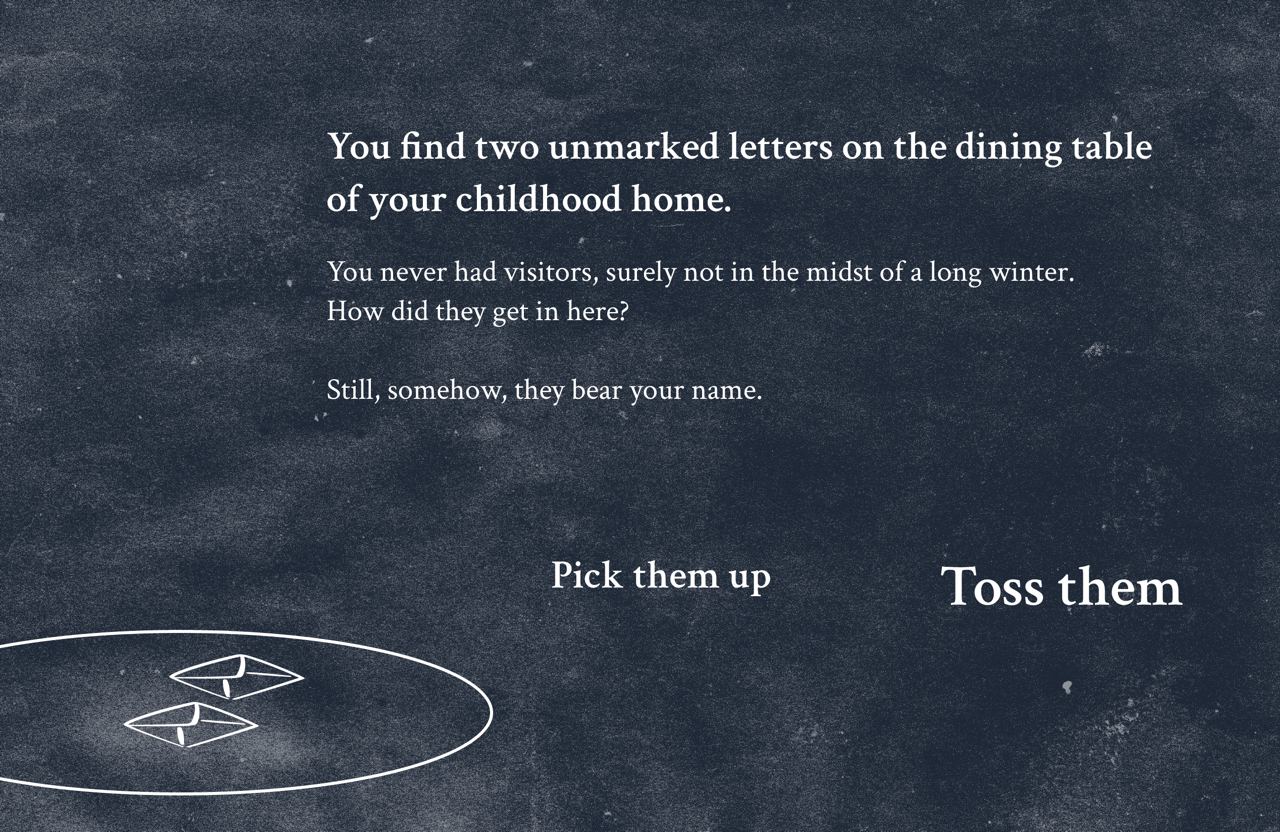 You find two unmarked letters on the dining table
of your childhood home.
You never had visitors, surely not in the midst of a long winter.
How did they get in here?
Still, somehow, they bear your name.
Pick them up
Toss them